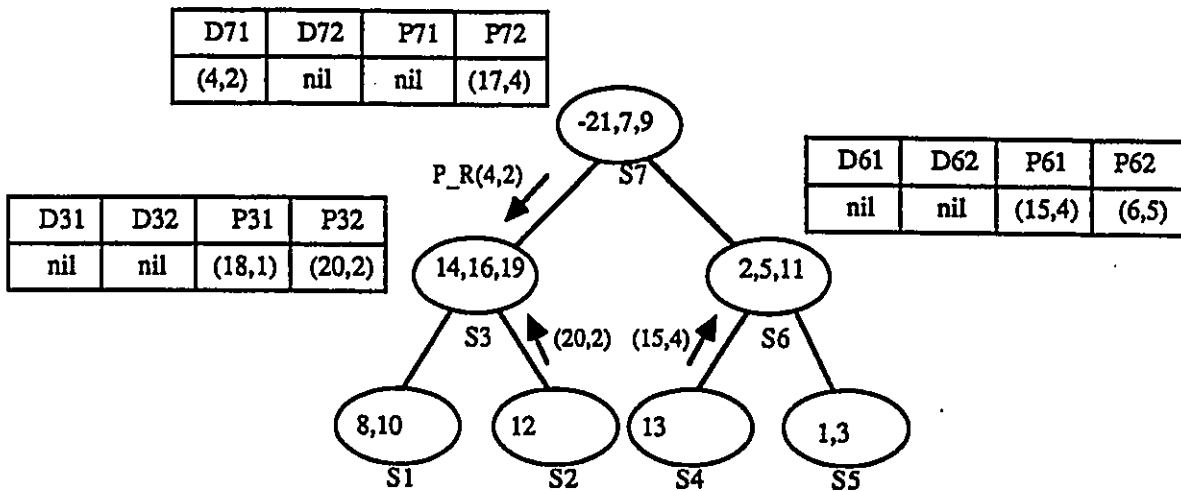 D71 D72 P71 P72
(4,2) nil nil (17,4)
-21,7,9
S7
P_R(4,2)
D61 D62 P61 P62
nil nil (15,4) (6,5)
D31 D32 P31 P32
nil nil (18,1) (20,2)
14,16,19
S3
2,5,11
S6
(20,2)
(15,4)
8,10
S1
12
S2
13
S4
1,3
S5